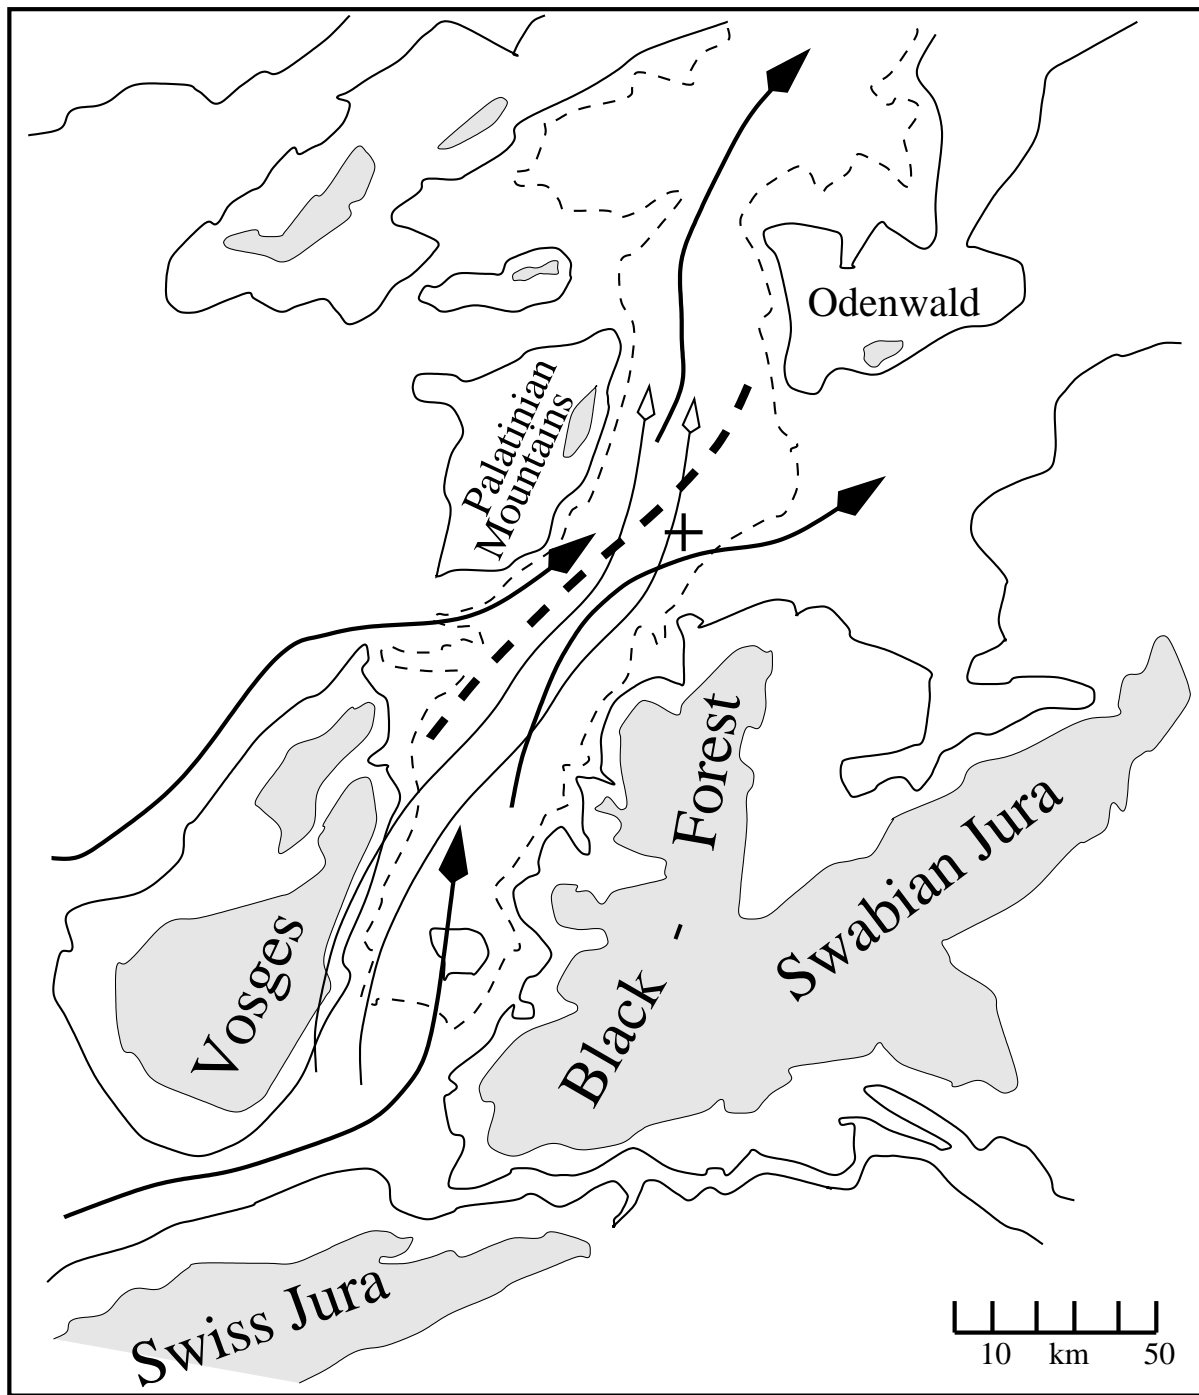 Odenwald
Palatinian
Mountains
Black - Forest
Swabian Jura
Vosges
Swiss Jura
10 km 50